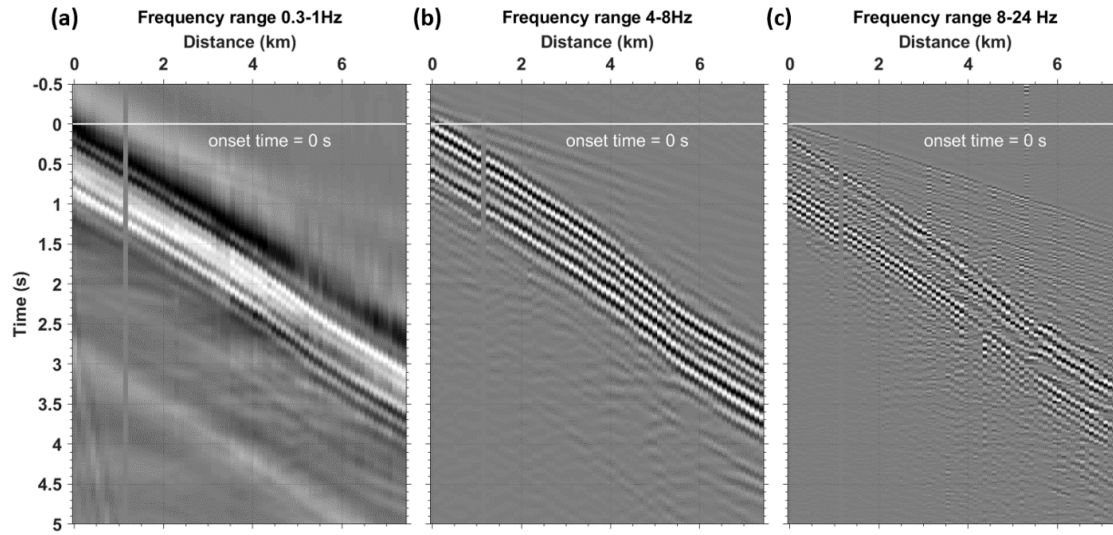 (a) Frequency range 0.3-1Hz
Distance (km)
0 2 4 6
-0.5
0
0.5
1
1.5
2
2.5
3
3.5
4
4.5
5
Time (s)
onset time = 0 s
(b) Frequency range 4-8Hz
Distance (km)
0 2 4 6
onset time = 0 s
(c) Frequency range 8-24 Hz
Distance (km)
0 2 4 6
onset time = 0 s